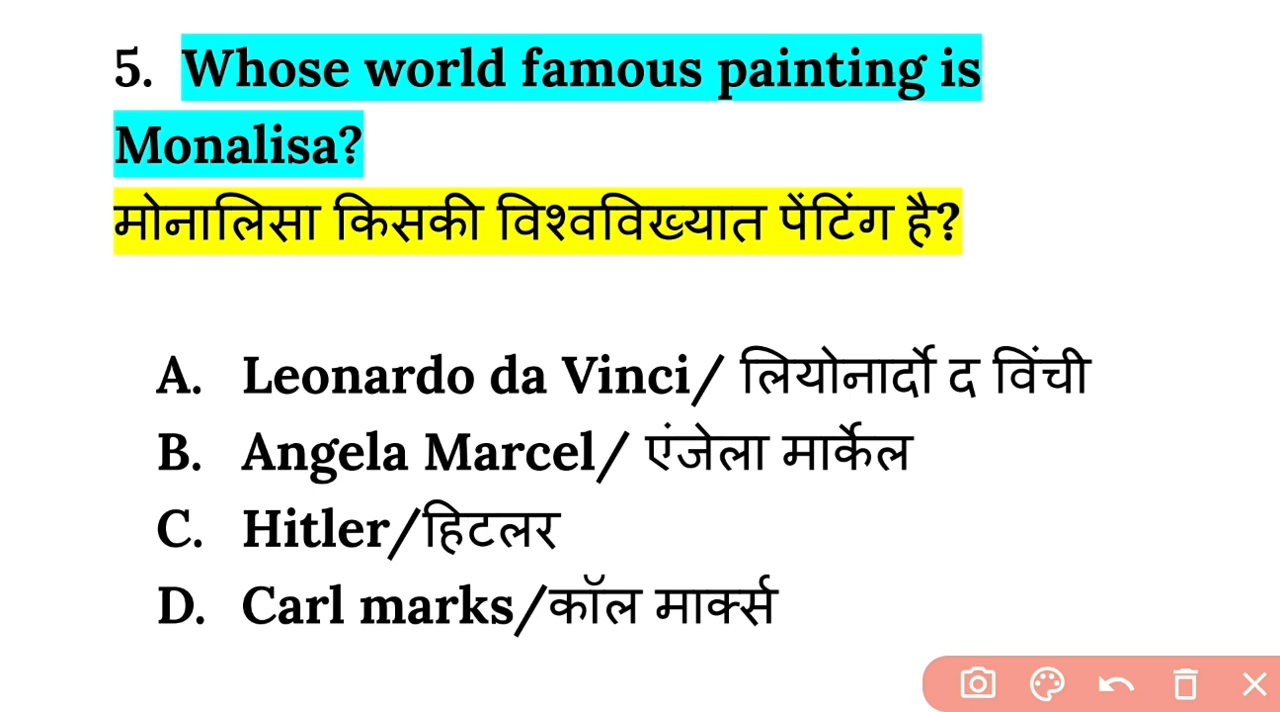 5. Whose world famous painting is
Monalisa?
मोनालिसा किसकी विश्वविख्यात पेंटिंग है?
A. Leonardo da Vinci/ लियोनार्दो द विंची
B. Angela Marcel/ एंजेला मार्केल
C. Hitler/हिटलर
D. Carl marks/कॉल मार्क्स